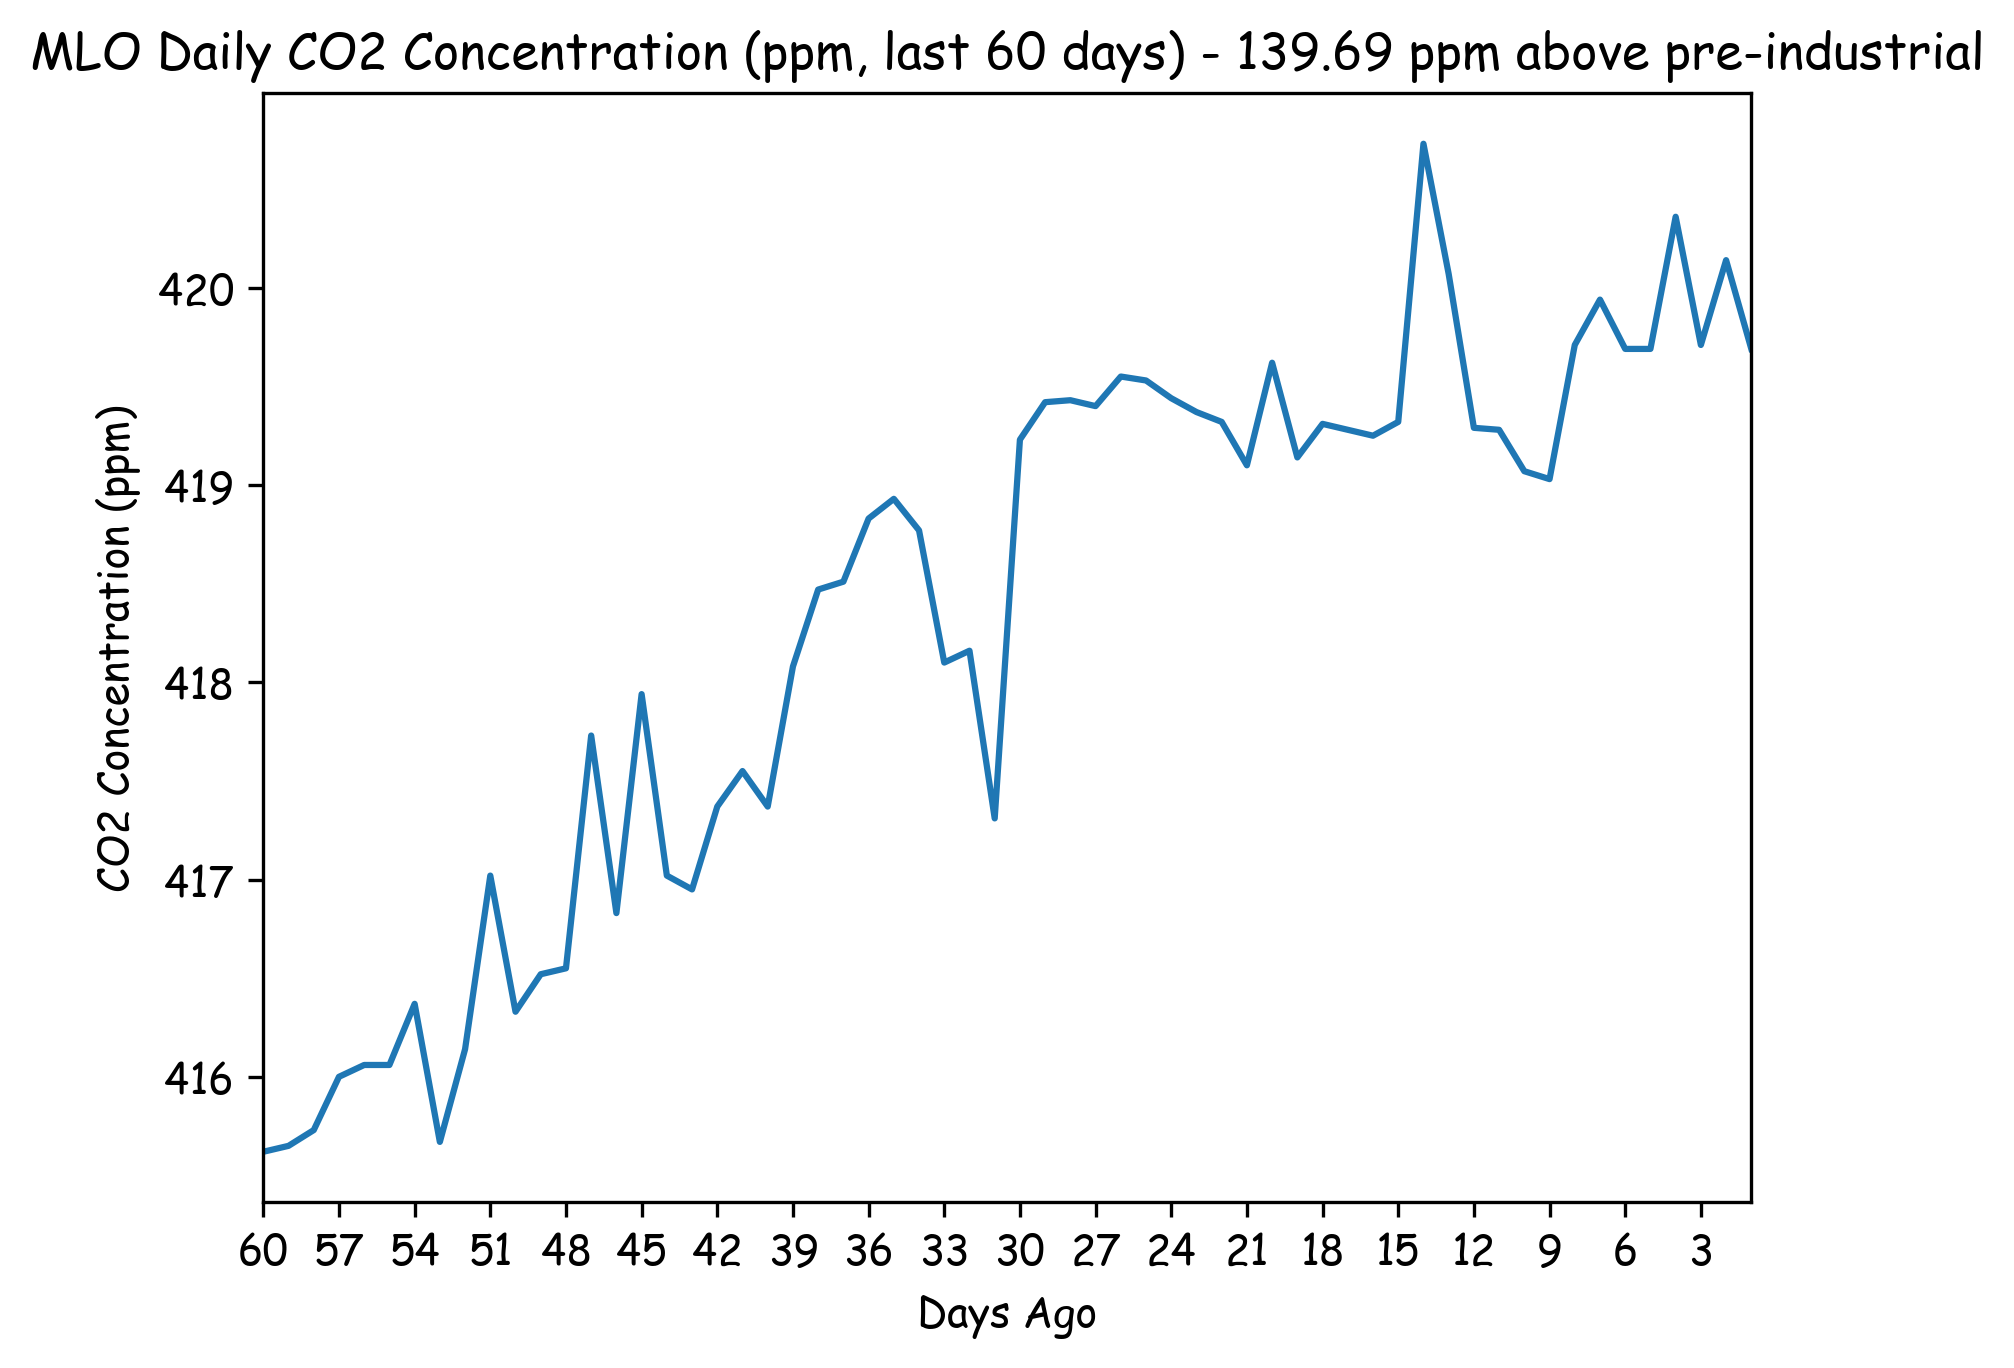 MLO Daily CO2 Concentration (ppm, last 60 days) - 139.69 ppm above pre-industrial
CO2 Concentration (ppm)
420
419
418
417
416
60 57 54 51 48 45 42 39 36 33 30 27 24 21 18 15 12 9 6 3
Days Ago